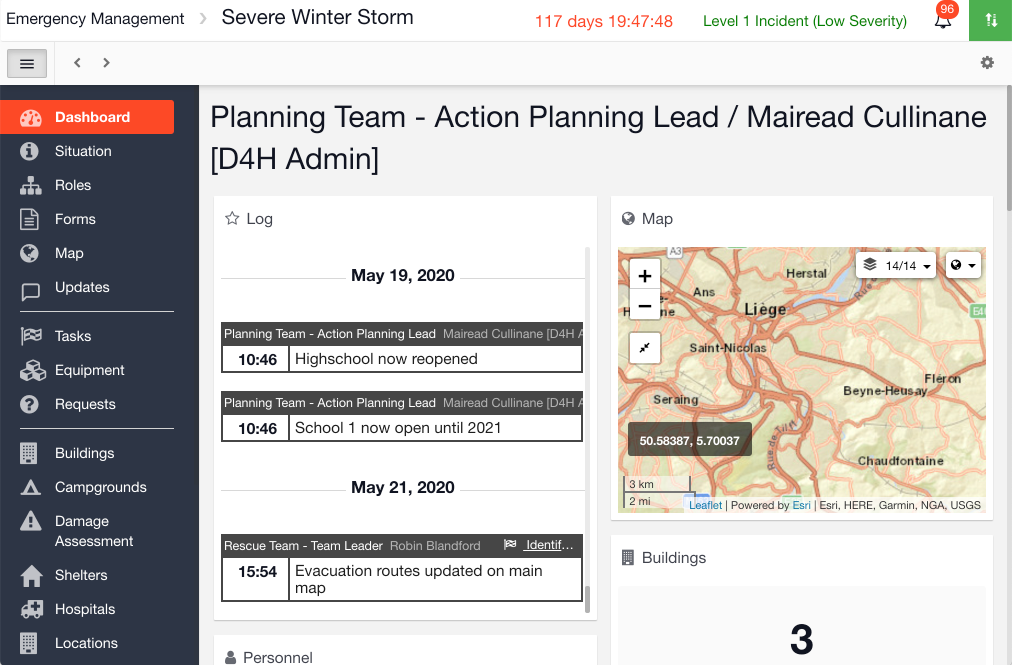 Emergency Management
Severe Winter Storm
117 days 19:47:48
Level 1 Incident (Low Severity)
96
Dashboard
Situation
Roles
Forms
Map
Updates
Tasks
Equipment
Requests
Buildings
Campgrounds
Damage
Assessment
Shelters
Hospitals
Locations
Planning Team - Action Planning Lead / Mairead Cullinane
[D4H Admin]
Log
May 19, 2020
Planning Team - Action Planning Lead Mairead Cullinane [D4H A
10:46 Highschool now reopened
Planning Team - Action Planning Lead Mairead Cullinane [D4H A
10:46 School 1 now open until 2021
May 21, 2020
Rescue Team - Team Leader Robin Blandford Identif...
15:54 Evacuation routes updated on main
map
Personnel
Map
A3
14/14
+
−
Herstal
Ans
Liège
Saint-Nicolas
Fléron
Beyne-Heusay
Seraing
Rue de Tilff
50.58387, 5.70037
Chaudfontaine
3 km
2 mi
Leaflet | Powered by Esri | Esri, HERE, Garmin, NGA, USGS
Buildings
3